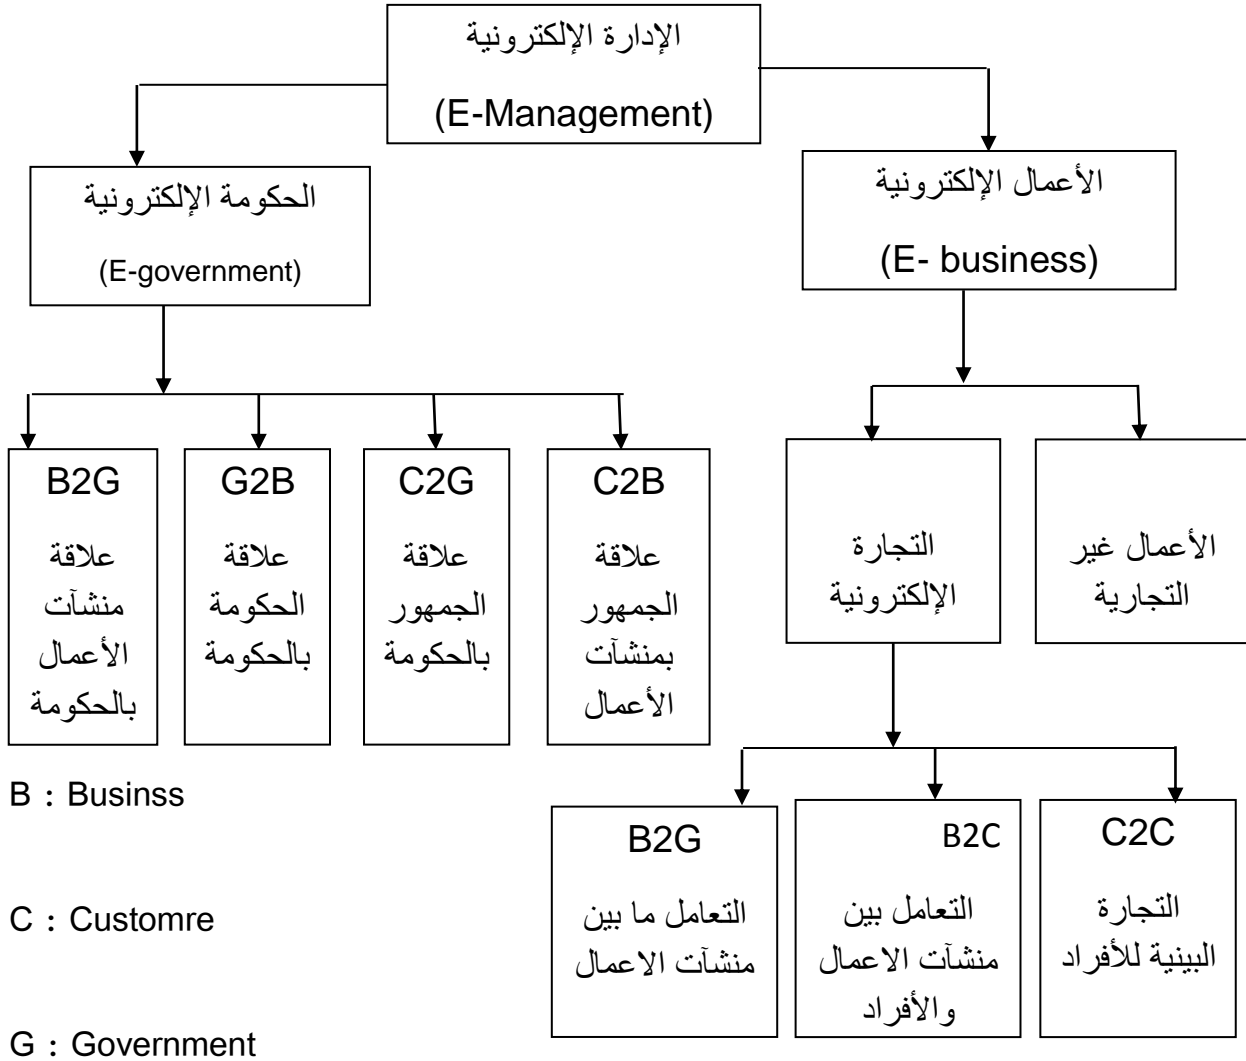 الإدارة الإلكترونية
(E-Management)
الأعمال الإلكترونية
(E- business)
الحكومة الإلكترونية
(E-government)
الأعمال غير
التجارية
التجارة
الإلكترونية
C2B
علاقة
الجمهور
بمنشآت
الأعمال
C2G
علاقة
الجمهور
بالحكومة
G2B
علاقة
الحكومة
بالحكومة
B2G
علاقة
منشآت
الأعمال
بالحكومة
C2C
التجارة
البينية للأفراد
B2C
التعامل بين
منشآت الاعمال
والأفراد
B2G
التعامل ما بين
منشآت الاعمال
B : Businss
C : Customre
G : Government